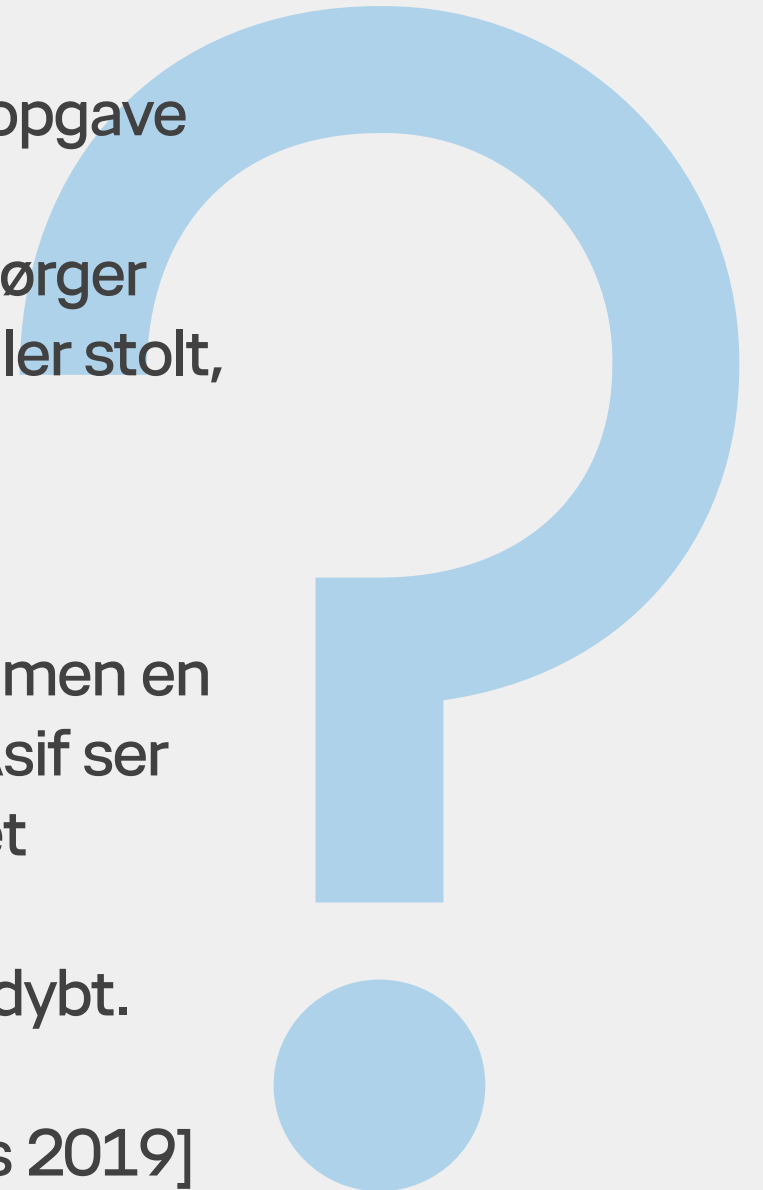 opgave
ørger
ler stolt,
men en
sif ser
et
dybt.
s 2019]